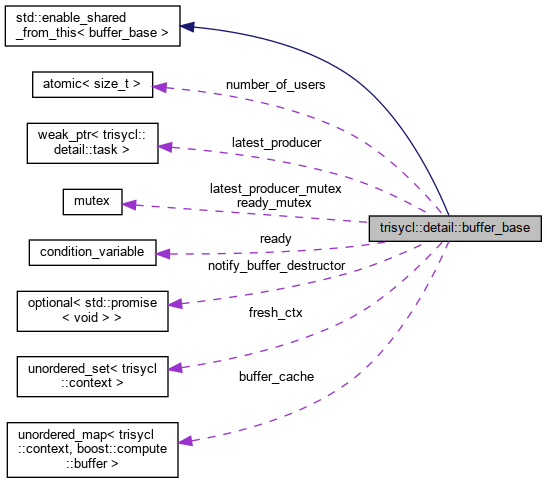 std::enable_shared
_from_this< buffer_base >
atomic< size_t >
number_of_users
weak_ptr< trisycl::
detail::task >
latest_producer
mutex
latest_producer_mutex
ready_mutex
trisycl::detail::buffer_base
condition_variable
ready
notify_buffer_destructor
optional< std::promise
< void > >
fresh_ctx
unordered_set< trisycl
::context >
buffer_cache
unordered_map< trisycl
::context, boost::compute
::buffer >